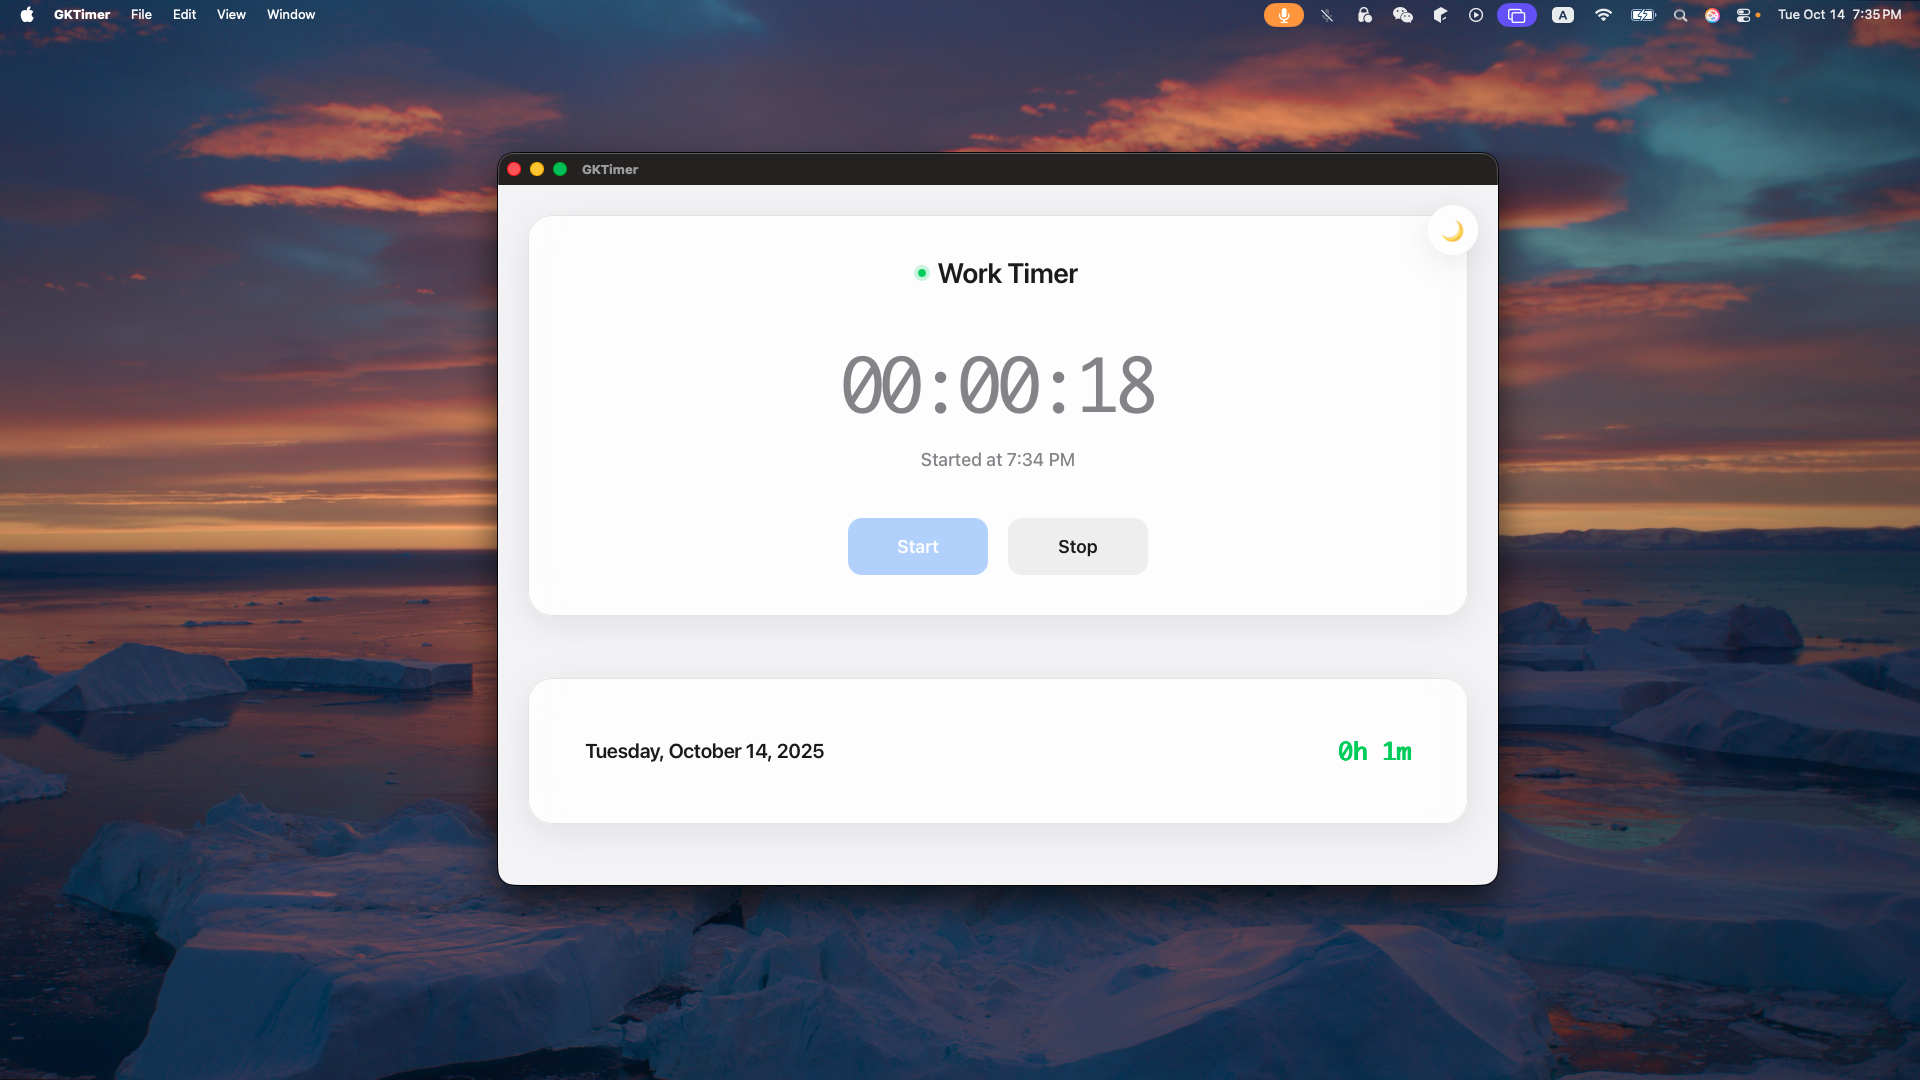 GKTimer File Edit View Window
A Tue Oct 14 7:35 PM
GKTimer
Work Timer
00:00:18
Started at 7:34 PM
Start Stop
Tuesday, October 14, 2025 0h 1m